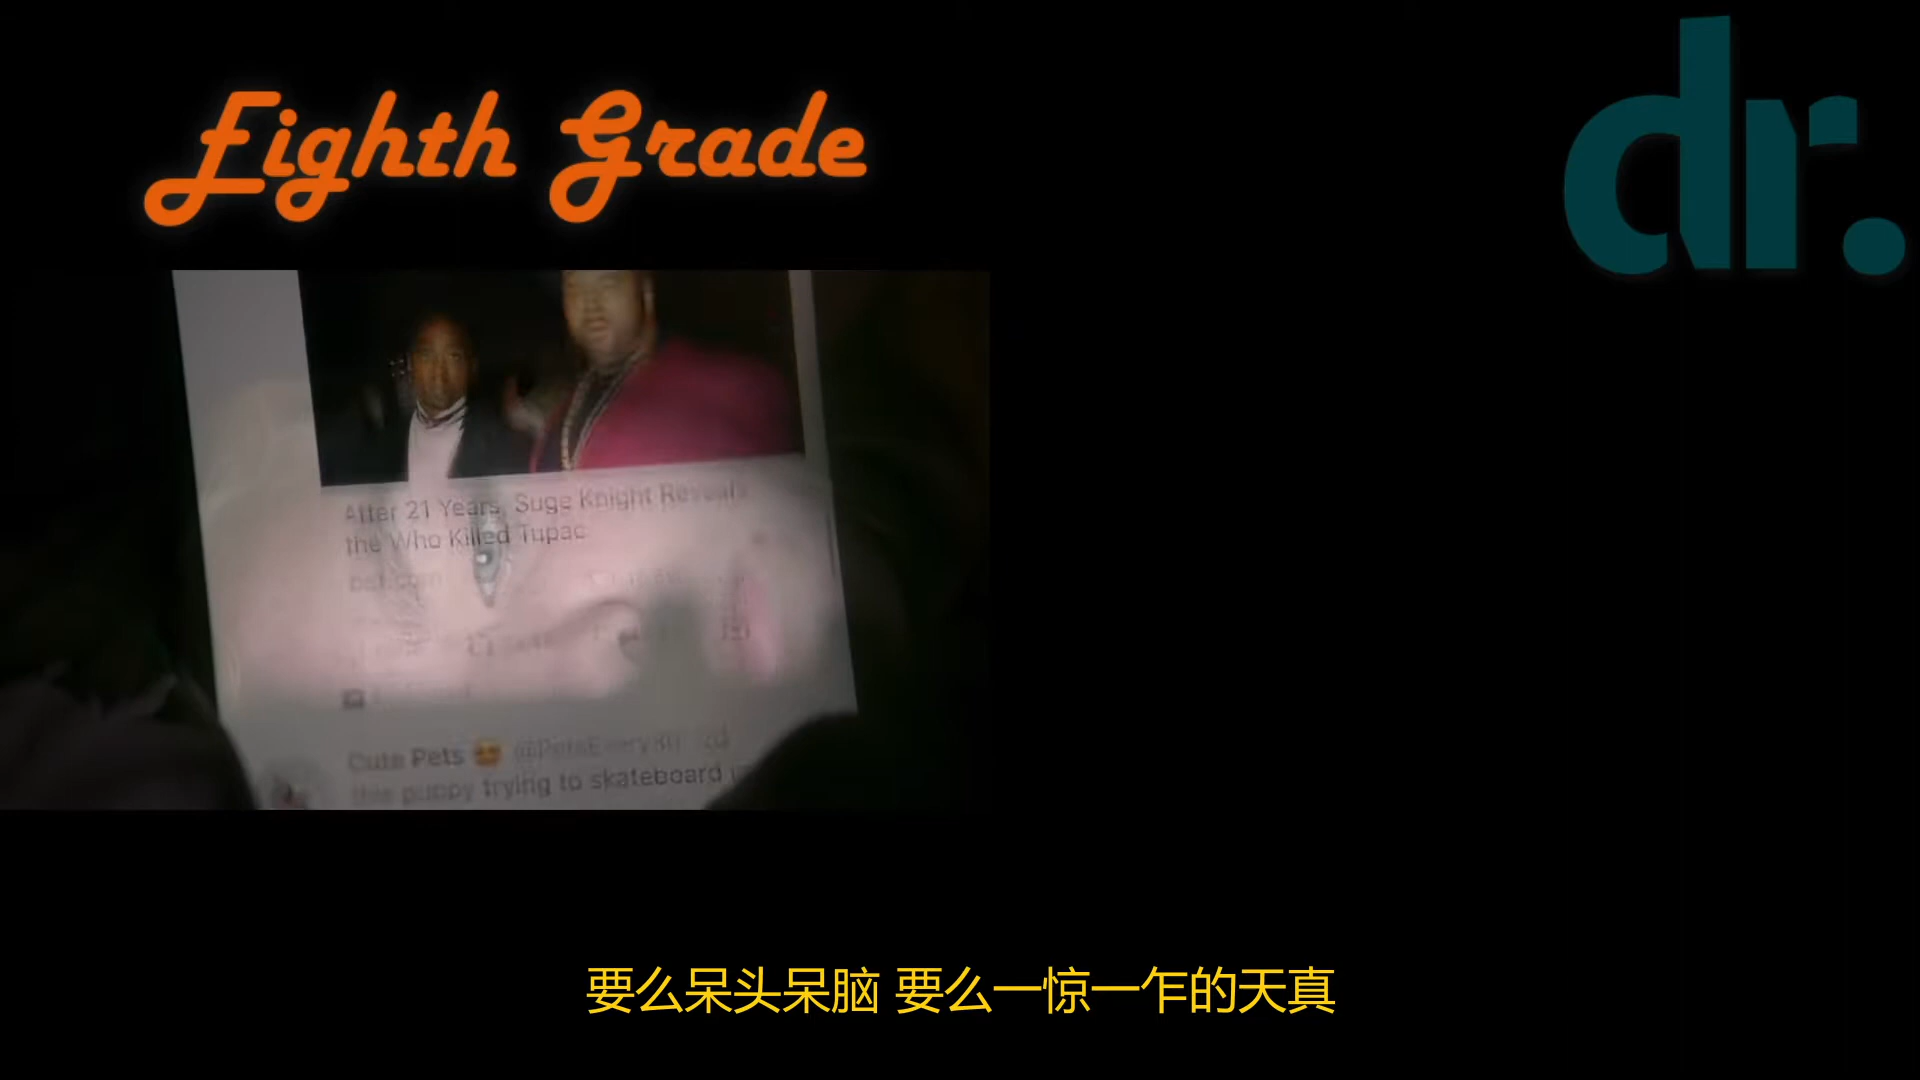 Eighth Grade
dr.
After 21 Years, Suge Knight Reveals
the Who Killed Tupac
Cute Pets
this puppy trying to skateboard
要么呆头呆脑 要么一惊一乍的天真